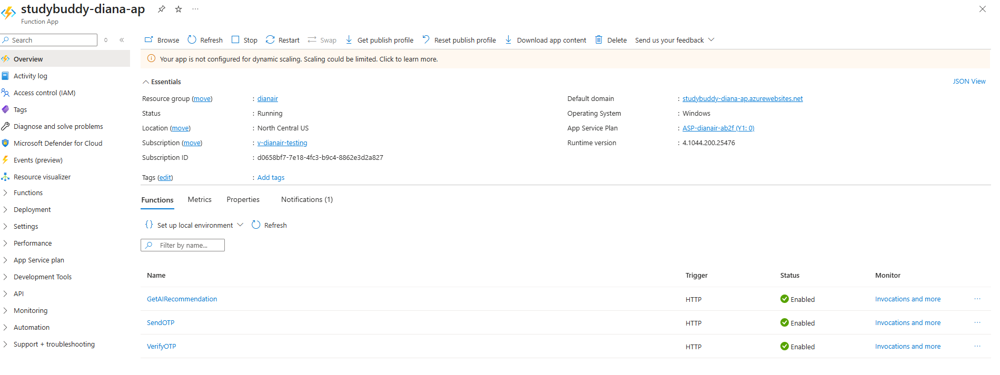 studybuddy-diana-ap
Function App
Search
Overview
Activity log
Access control (IAM)
Tags
Diagnose and solve problems
Microsoft Defender for Cloud
Events (preview)
Resource visualizer
Functions
Deployment
Settings
Performance
App Service plan
Development Tools
API
Monitoring
Automation
Support + troubleshooting
Browse Refresh Stop Restart Swap Get publish profile Reset publish profile Download app content Delete Send us your feedback
Your app is not configured for dynamic scaling. Scaling could be limited. Click to learn more.
Essentials JSON View
Resource group (move) : dianair
Status : Running
Location (move) : North Central US
Subscription (move) : v-dianair-testing
Subscription ID : d0658bf7-7e18-4fc3-b9c4-8862e3d2a827
Default domain : studybuddy-diana-ap.azurewebsites.net
Operating System : Windows
App Service Plan : ASP-dianair-ab2f (Y1: 0)
Runtime version : 4.1044.200.25476
Tags (edit) : Add tags
Functions Metrics Properties Notifications (1)
Set up local environment Refresh
Filter by name...
Name Trigger Status Monitor
GetAIRecommendation HTTP Enabled Invocations and more
SendOTP HTTP Enabled Invocations and more
VerifyOTP HTTP Enabled Invocations and more